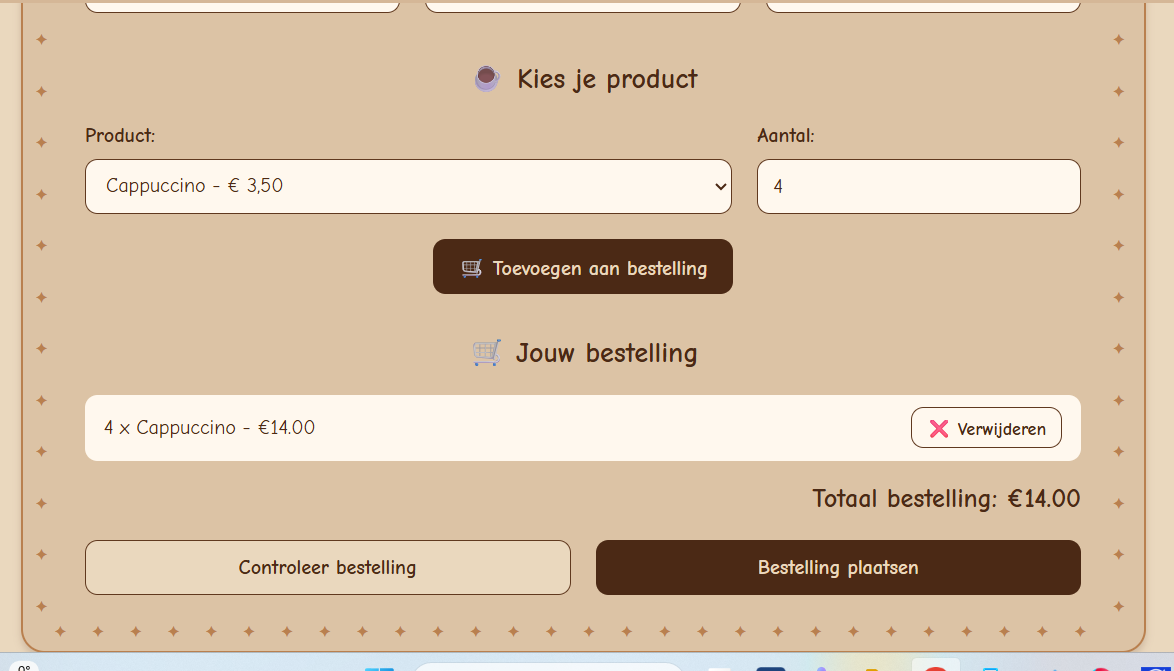 Kies je product
Product:
Aantal:
Cappuccino - € 3,50
4
Toevoegen aan bestelling
Jouw bestelling
4 x Cappuccino - €14.00
Verwijderen
Totaal bestelling: €14.00
Controleer bestelling
Bestelling plaatsen